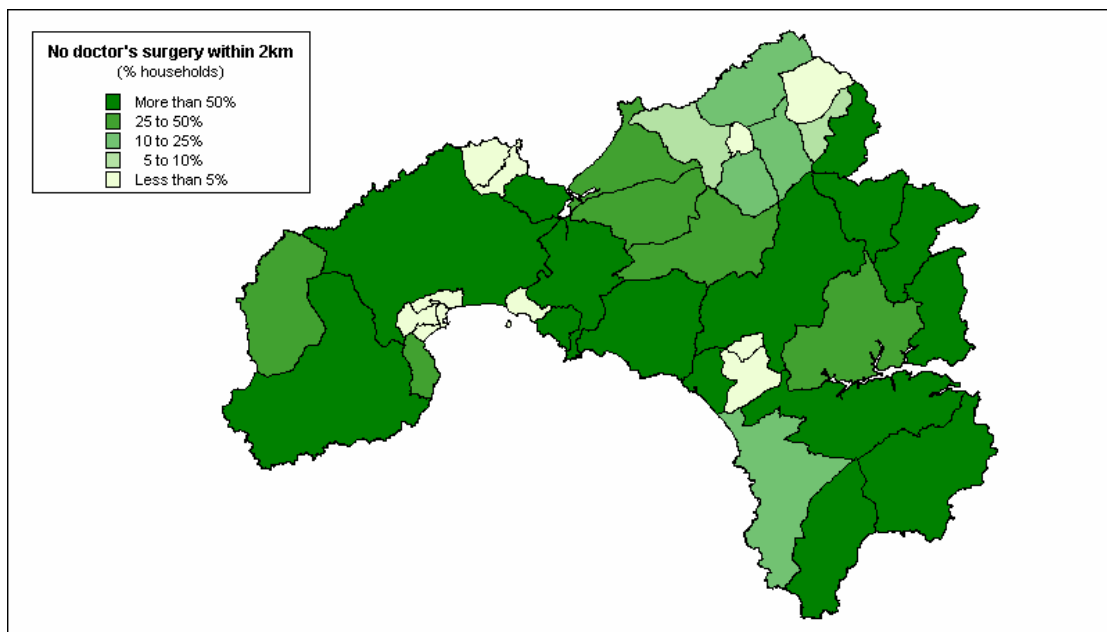 No doctor's surgery within 2km
(% households)
More than 50%
25 to 50%
10 to 25%
5 to 10%
Less than 5%